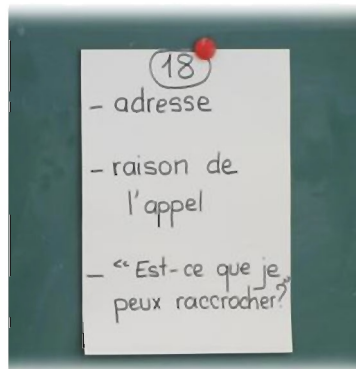 18
- adresse
- raison de
l'appel
- "Est-ce que je
peux raccrocher?"